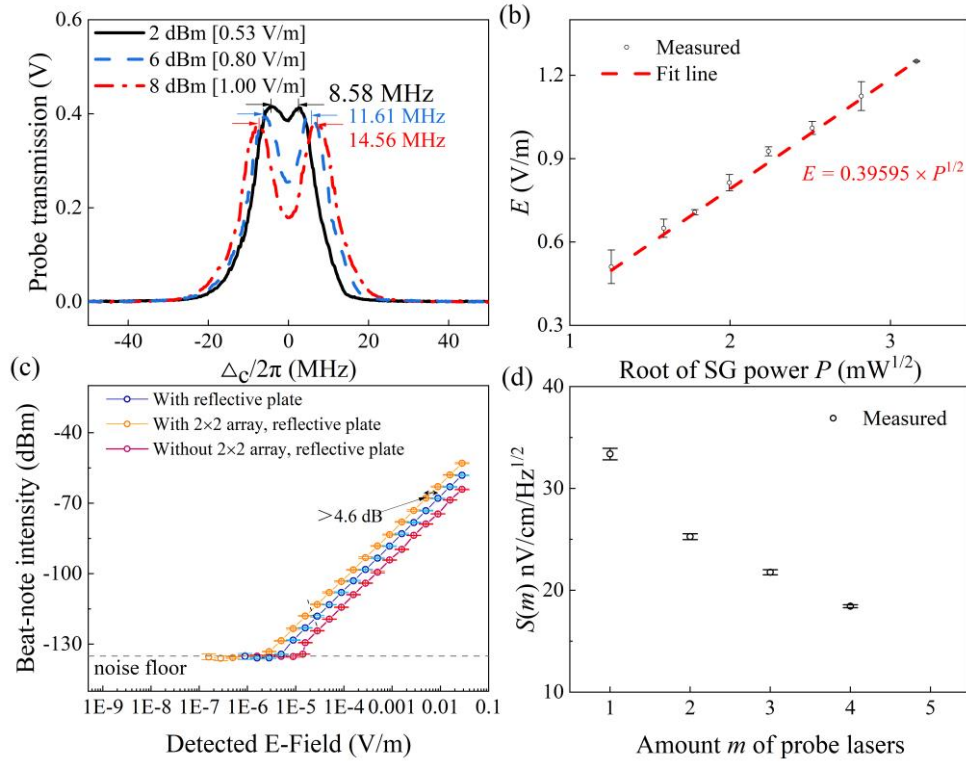 0.6
0.4
0.2
0.0
Probe transmission (V)
2 dBm [0.53 V/m]
6 dBm [0.80 V/m]
8 dBm [1.00 V/m]
8.58 MHz
11.61 MHz
14.56 MHz
-40 -20 0 20 40
△c/2π (MHz)
(b)
1.2
0.9
0.6
0.3
E (V/m)
Measured
Fit line
E = 0.39595 × P^1/2
1 2 3
Root of SG power P (mW^1/2)
(c)
-40
-70
-100
-130
Beat-note intensity (dBm)
With reflective plate
With 2×2 array, reflective plate
Without 2×2 array, reflective plate
>4.6 dB
noise floor
1E-9 1E-7 1E-6 1E-5 1E-4 0.001 0.01 0.1
Detected E-Field (V/m)
(d)
40
30
20
10
S(m) nV/cm/Hz^1/2
Measured
1 2 3 4 5
Amount m of probe lasers